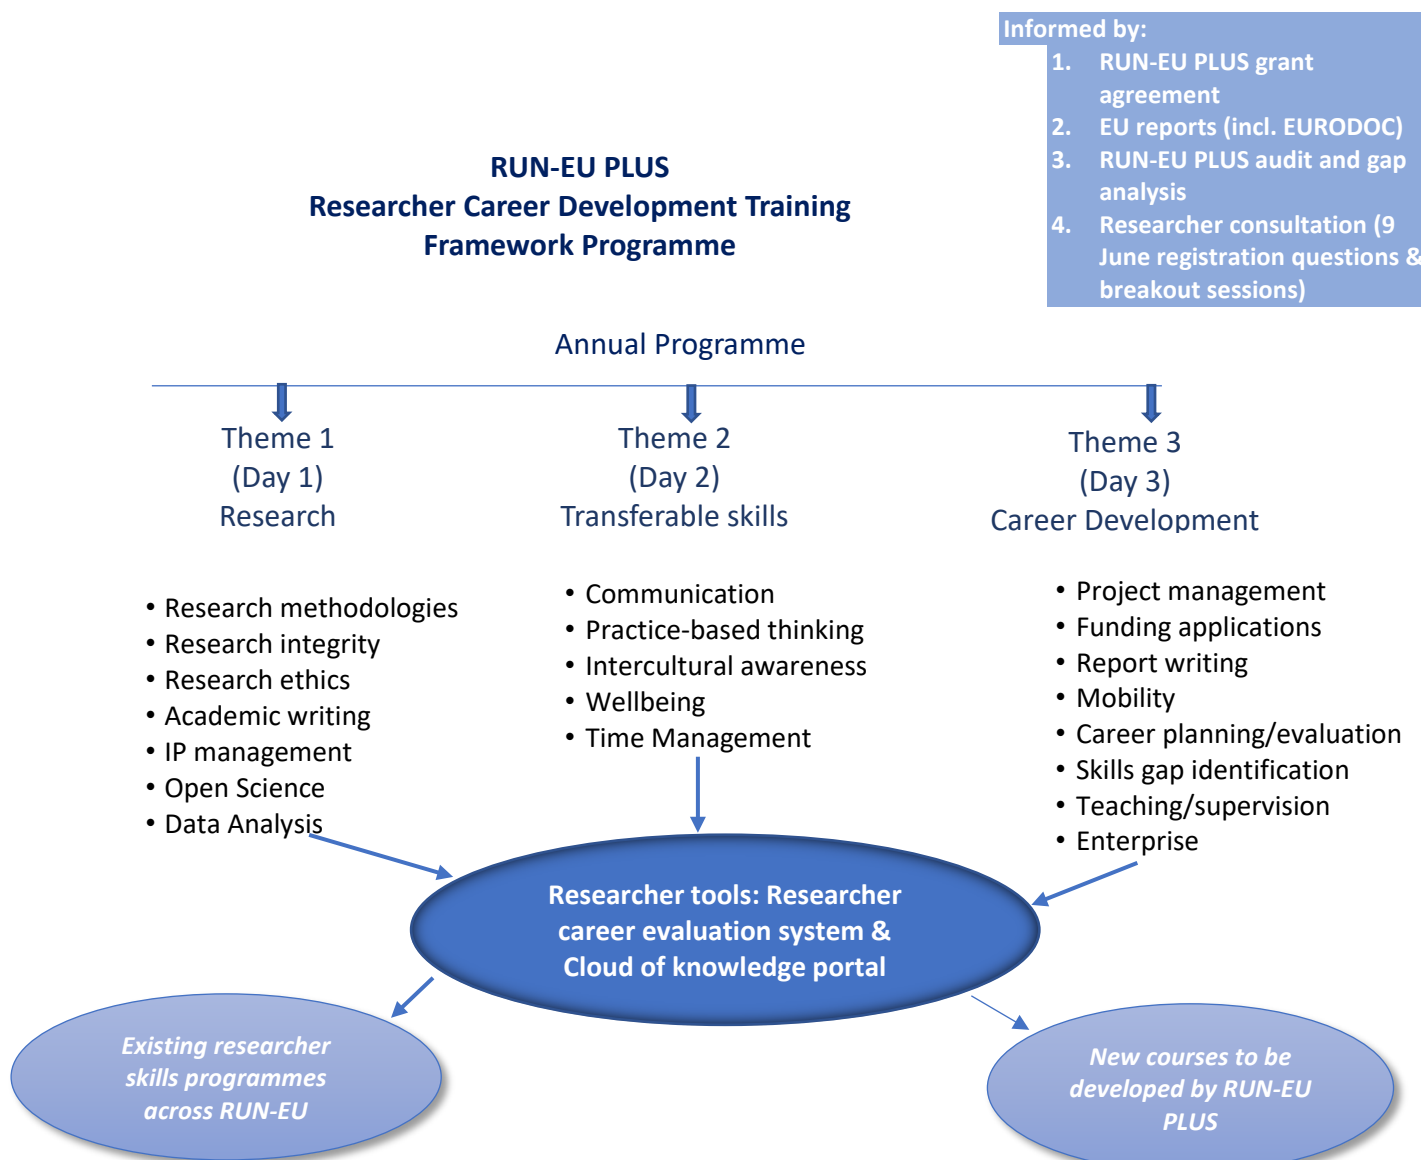 Informed by:
1. RUN-EU PLUS grant
agreement
2. EU reports (incl. EURODOC)
3. RUN-EU PLUS audit and gap
analysis
4. Researcher consultation (9
June registration questions &
breakout sessions)
RUN-EU PLUS
Researcher Career Development Training
Framework Programme
Annual Programme
Theme 1
(Day 1)
Research
• Research methodologies
• Research integrity
• Research ethics
• Academic writing
• IP management
• Open Science
• Data Analysis
Theme 2
(Day 2)
Transferable skills
• Communication
• Practice-based thinking
• Intercultural awareness
• Wellbeing
• Time Management
Theme 3
(Day 3)
Career Development
• Project management
• Funding applications
• Report writing
• Mobility
• Career planning/evaluation
• Skills gap identification
• Teaching/supervision
• Enterprise
Researcher tools: Researcher
career evaluation system &
Cloud of knowledge portal
Existing researcher
skills programmes
across RUN-EU
New courses to be
developed by RUN-EU
PLUS